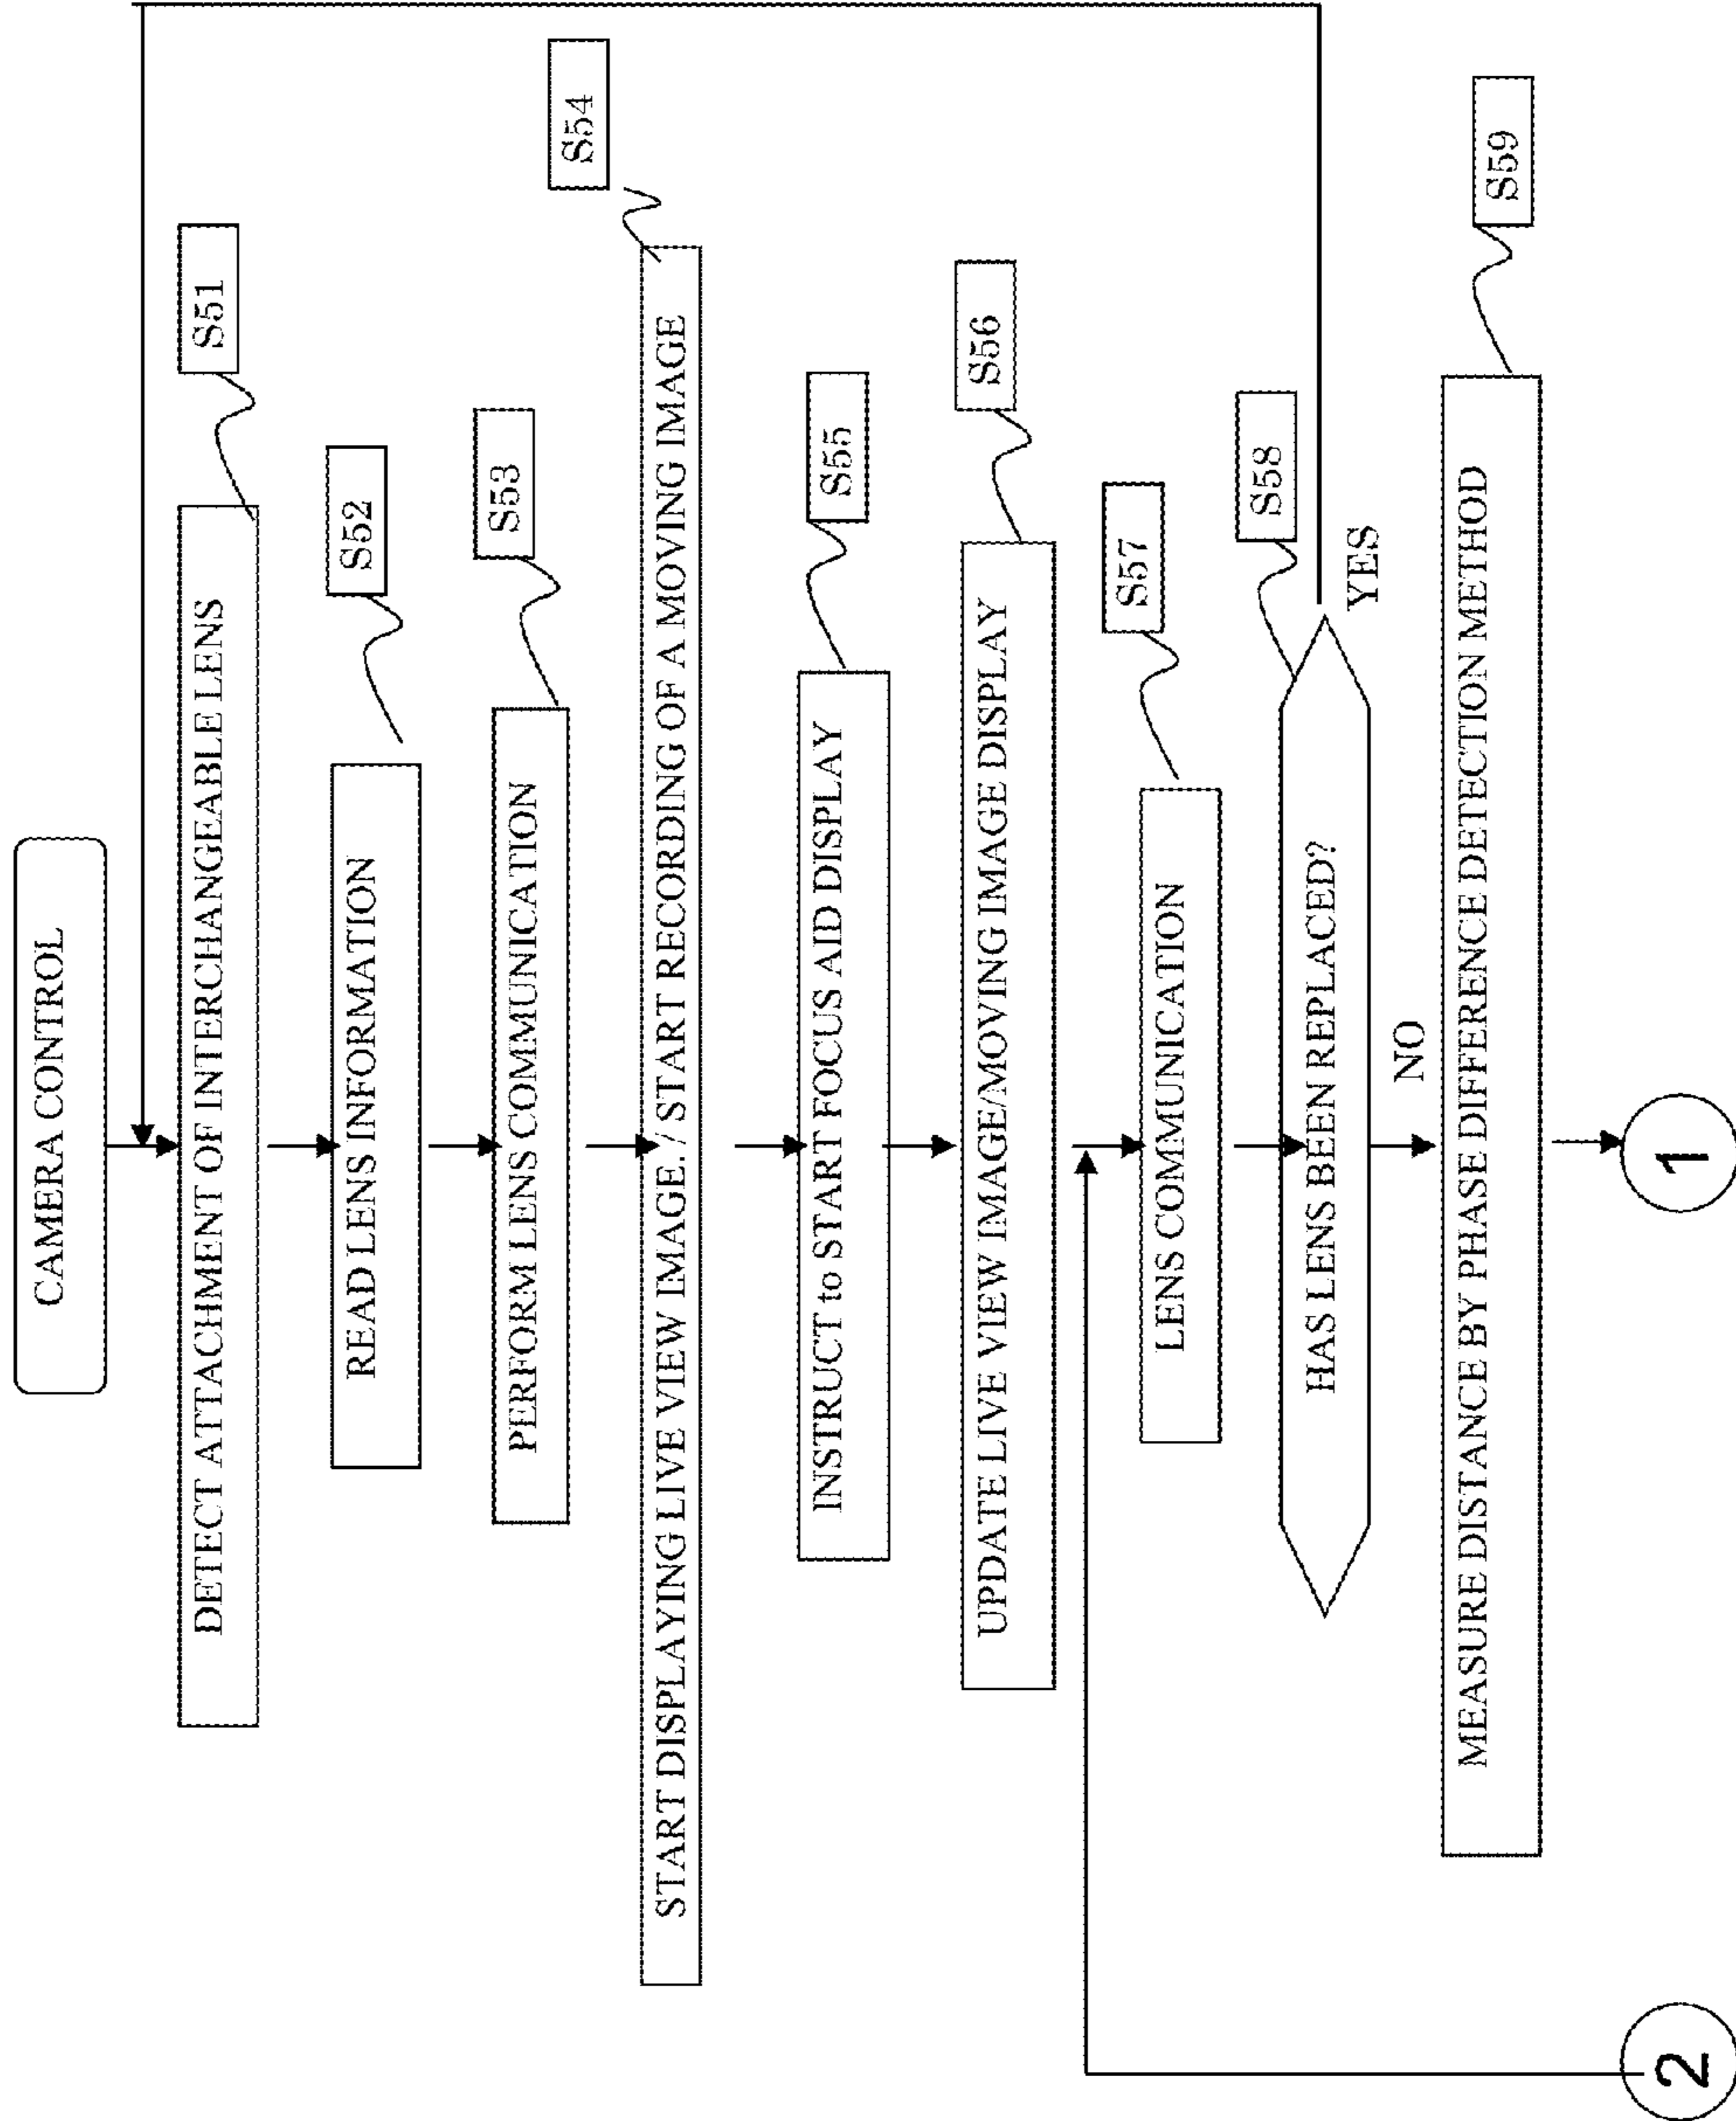 CAMERA CONTROL
DETECT ATTACHMENT OF INTERCHANGEABLE LENS
S51
READ LENS INFORMATION
S52
PERFORM LENS COMMUNICATION
S53
START DISPLAYING LIVE VIEW IMAGE. / START RECORDING OF A MOVING IMAGE
S54
INSTRUCT to START FOCUS AID DISPLAY
S55
UPDATE LIVE VIEW IMAGE/MOVING IMAGE DISPLAY
S56
LENS COMMUNICATION
S57
HAS LENS BEEN REPLACED?
S58
YES
NO
MEASURE DISTANCE BY PHASE DIFFERENCE DETECTION METHOD
S59
2
1